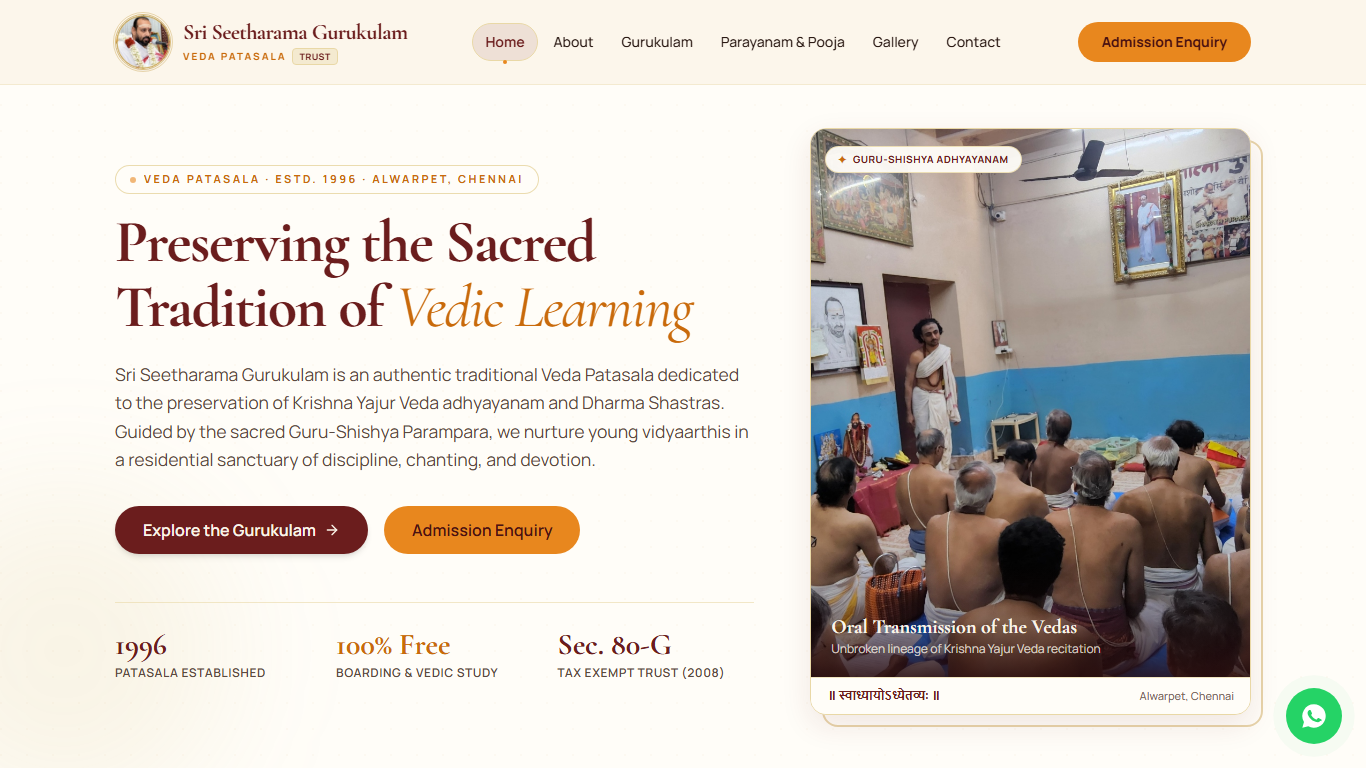 Sri Seetharama Gurukulam
VEDA PATASALA TRUST
Home About Gurukulam Parayanam & Pooja Gallery Contact
Admission Enquiry
VEDA PATASALA · ESTD. 1996 · ALWARPET, CHENNAI
Preserving the Sacred
Tradition of Vedic Learning
Sri Seetharama Gurukulam is an authentic traditional Veda Patasala dedicated
to the preservation of Krishna Yajur Veda adhyayanam and Dharma Shastras.
Guided by the sacred Guru-Shishya Parampara, we nurture young vidyaarthis in
a residential sanctuary of discipline, chanting, and devotion.
Explore the Gurukulam →
Admission Enquiry
1996
PATASALA ESTABLISHED
100% Free
BOARDING & VEDIC STUDY
Sec. 80-G
TAX EXEMPT TRUST (2008)
✦ GURU-SHISHYA ADHYAYANAM
Oral Transmission of the Vedas
Unbroken lineage of Krishna Yajur Veda recitation
॥ स्वाध्यायोऽध्येतव्यः ॥
Alwarpet, Chennai